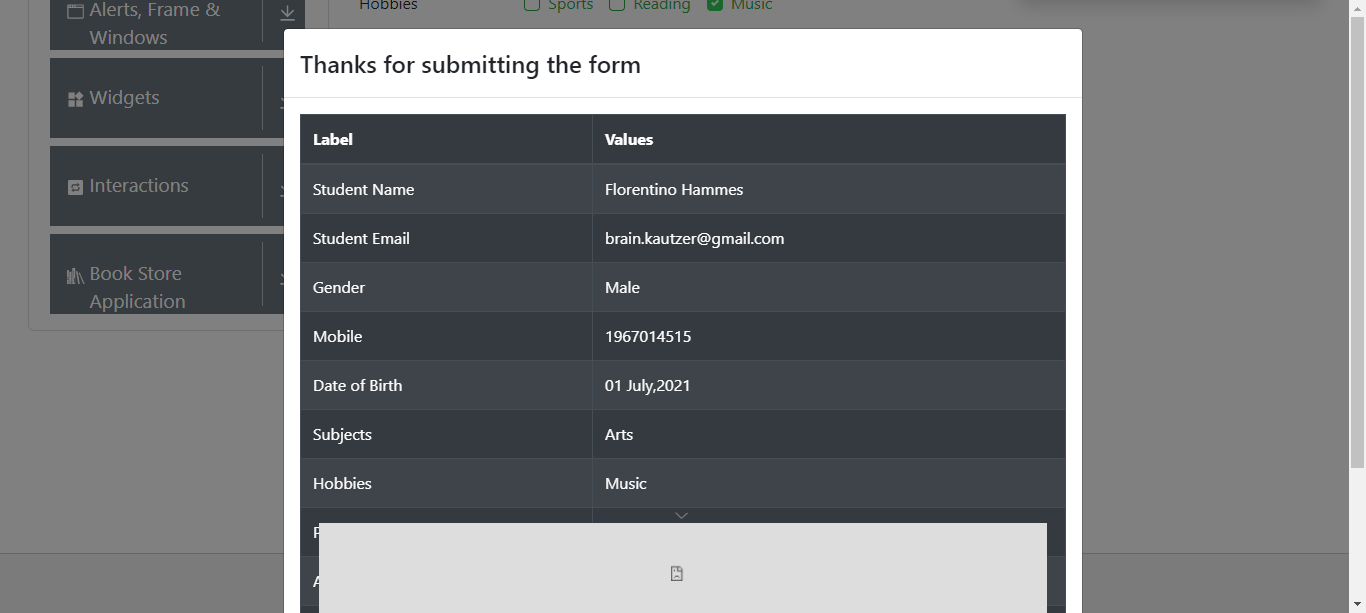 Alerts, Frame &
Windows
Hobbies
Sports Reading Music
Widgets
Interactions
Book Store
Application
Thanks for submitting the form
Label Values
Student Name Florentino Hammes
Student Email brain.kautzer@gmail.com
Gender Male
Mobile 1967014515
Date of Birth 01 July,2021
Subjects Arts
Hobbies Music